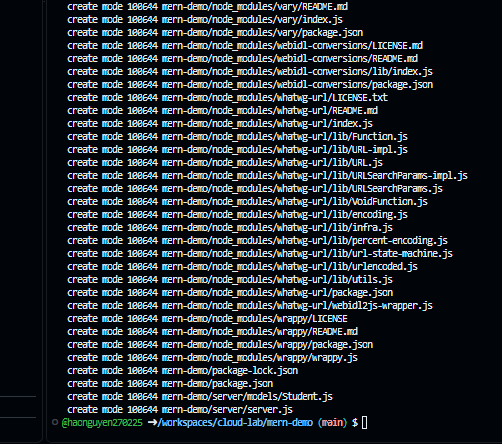 create mode 100644 mern-demo/node_modules/vary/README.md
create mode 100644 mern-demo/node_modules/vary/index.js
create mode 100644 mern-demo/node_modules/vary/package.json
create mode 100644 mern-demo/node_modules/webidl-conversions/LICENSE.md
create mode 100644 mern-demo/node_modules/webidl-conversions/README.md
create mode 100644 mern-demo/node_modules/webidl-conversions/lib/index.js
create mode 100644 mern-demo/node_modules/webidl-conversions/package.json
create mode 100644 mern-demo/node_modules/whatwg-url/LICENSE.txt
create mode 100644 mern-demo/node_modules/whatwg-url/README.md
create mode 100644 mern-demo/node_modules/whatwg-url/index.js
create mode 100644 mern-demo/node_modules/whatwg-url/lib/Function.js
create mode 100644 mern-demo/node_modules/whatwg-url/lib/URL-impl.js
create mode 100644 mern-demo/node_modules/whatwg-url/lib/URL.js
create mode 100644 mern-demo/node_modules/whatwg-url/lib/URLSearchParams-impl.js
create mode 100644 mern-demo/node_modules/whatwg-url/lib/URLSearchParams.js
create mode 100644 mern-demo/node_modules/whatwg-url/lib/VoidFunction.js
create mode 100644 mern-demo/node_modules/whatwg-url/lib/encoding.js
create mode 100644 mern-demo/node_modules/whatwg-url/lib/infra.js
create mode 100644 mern-demo/node_modules/whatwg-url/lib/percent-encoding.js
create mode 100644 mern-demo/node_modules/whatwg-url/lib/url-state-machine.js
create mode 100644 mern-demo/node_modules/whatwg-url/lib/urlencoded.js
create mode 100644 mern-demo/node_modules/whatwg-url/lib/utils.js
create mode 100644 mern-demo/node_modules/whatwg-url/package.json
create mode 100644 mern-demo/node_modules/whatwg-url/webidl2js-wrapper.js
create mode 100644 mern-demo/node_modules/wrappy/LICENSE
create mode 100644 mern-demo/node_modules/wrappy/README.md
create mode 100644 mern-demo/node_modules/wrappy/package.json
create mode 100644 mern-demo/node_modules/wrappy/wrappy.js
create mode 100644 mern-demo/package-lock.json
create mode 100644 mern-demo/package.json
create mode 100644 mern-demo/server/models/Student.js
create mode 100644 mern-demo/server/server.js
@haonguyen270225 ➜/workspaces/cloud-lab/mern-demo (main) $